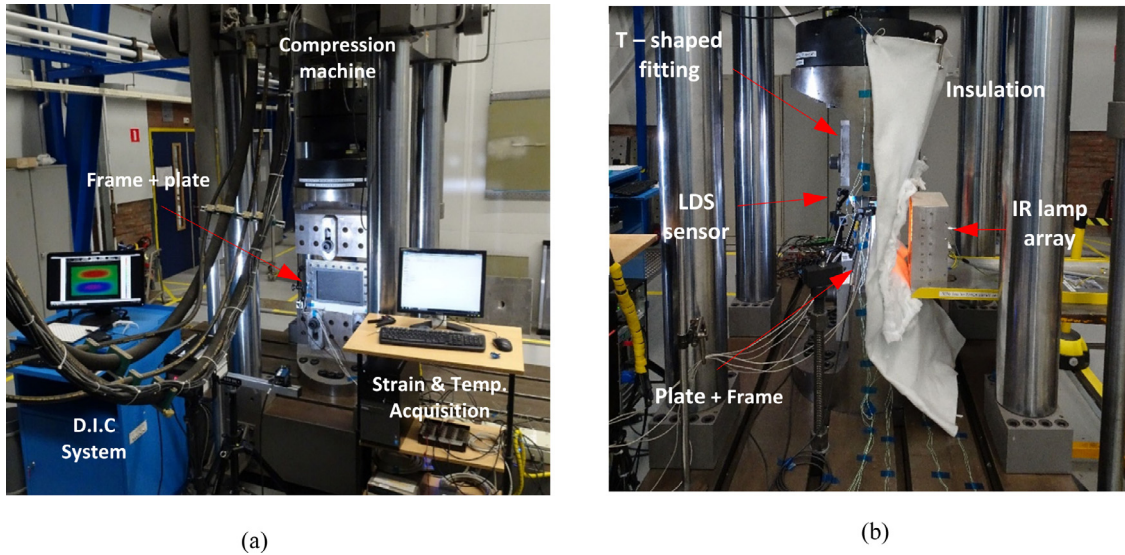 Compression
machine
Frame + plate
D.I.C
System
Strain & Temp.
Acquisition
(a)
T – shaped
fitting
Insulation
LDS
sensor
IR lamp
array
Plate + Frame
(b)